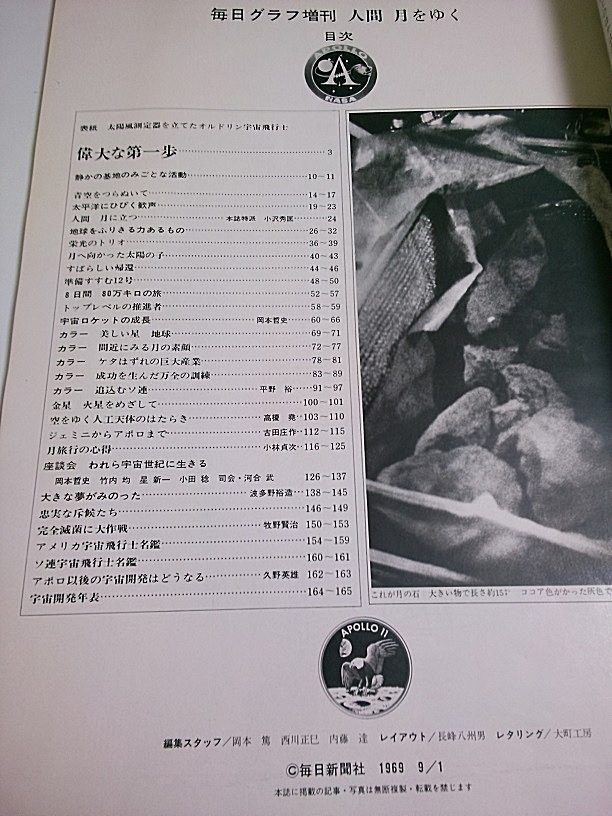 毎日グラフ増刊 人間 月をゆく
目次
APOLLO
NASA
表紙 太陽風測定器を立てたオルドリン宇宙飛行士
偉大な第一歩 3
静かの基地のみごとな活動 10~11
青空をつらぬいて 14~17
太平洋にひびく歓声 19~23
人間 月に立つ 本誌特派 小沢秀匡 24
地球をふりきる力あるもの 26~32
栄光のトリオ 36~39
月へ向かった太陽の子 40~43
すばらしい帰還 44~46
準備すすむ12号 48~50
8日間 80万キロの旅 52~57
トップレベルの推進者 58~59
宇宙ロケットの成長 岡本哲史 60~66
カラー 美しい星 地球 69~71
カラー 間近にみる月の素顔 72~77
カラー ケタはずれの巨大産業 78~81
カラー 成功を生んだ万全の訓練 83~89
カラー 追込むソ連 平野 裕 91~97
金星 火星をめざして 100~101
空をゆく人工天体のはたらき 高榎 堯 103~110
ジェミニからアポロまで 古田庄作 112~115
月旅行の心得 小林貞次 116~125
座談会 われら宇宙世紀に生きる
岡本哲史 竹内 均 星 新一 小田 稔 司会・河合 武 126~137
大きな夢がみのった 波多野裕造 138~145
忠実な斥候たち 146~149
完全滅菌に大作戦 牧野賢治 150~153
アメリカ宇宙飛行士名鑑 154~159
ソ連宇宙飛行士名鑑 160~161
アポロ以後の宇宙開発はどうなる 久野英雄 162~163
宇宙開発年表 164~165
これが月の石 大きい物で長さ約15㌢ ココア色がかった灰色で
APOLLO 11
編集スタッフ/岡本 篤 西川正巳 内藤 達 レイアウト/長峰八州男 レタリング/大町工房
©毎日新聞社 1969 9/1
本誌に掲載の記事・写真は無断複製・転載を禁じます